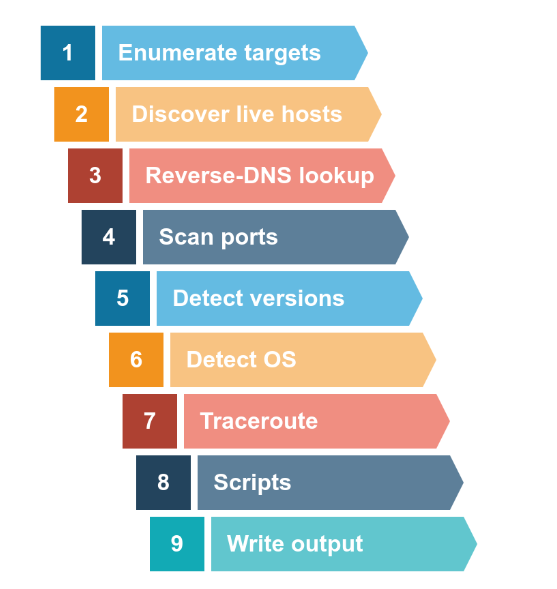 1 Enumerate targets
2 Discover live hosts
3 Reverse-DNS lookup
4 Scan ports
5 Detect versions
6 Detect OS
7 Traceroute
8 Scripts
9 Write output